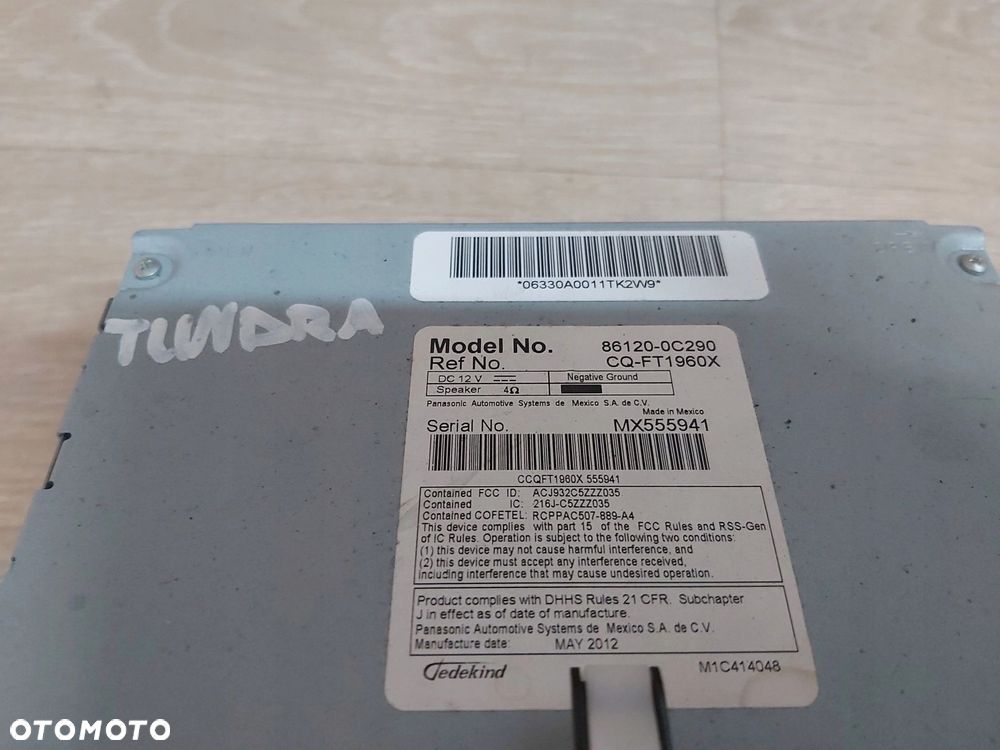 *06330A0011TK2W9*
TUNDRA
Model No. 86120-0C290
Ref No. CQ-FT1960X
DC 12 V Negative Ground
Speaker 4Ω
Panasonic Automotive Systems de Mexico S.A. de C.V.
Made in Mexico
Serial No. MX555941
CCQFT1960X 555941
Contained FCC ID: ACJ932C5ZZZ035
Contained IC: 216J-C5ZZZ035
Contained COFETEL: RCPPAC507-889-A4
This device complies with part 15 of the FCC Rules and RSS-Gen
of IC Rules. Operation is subject to the following two conditions:
(1) this device may not cause harmful interference, and
(2) this device must accept any interference received,
including interference that may cause undesired operation.
Product complies with DHHS Rules 21 CFR. Subchapter
J in effect as of date of manufacture.
Panasonic Automotive Systems de Mexico S.A. de C.V.
Manufacture date: MAY 2012
Gedekind M1C414048
OTOMOTO